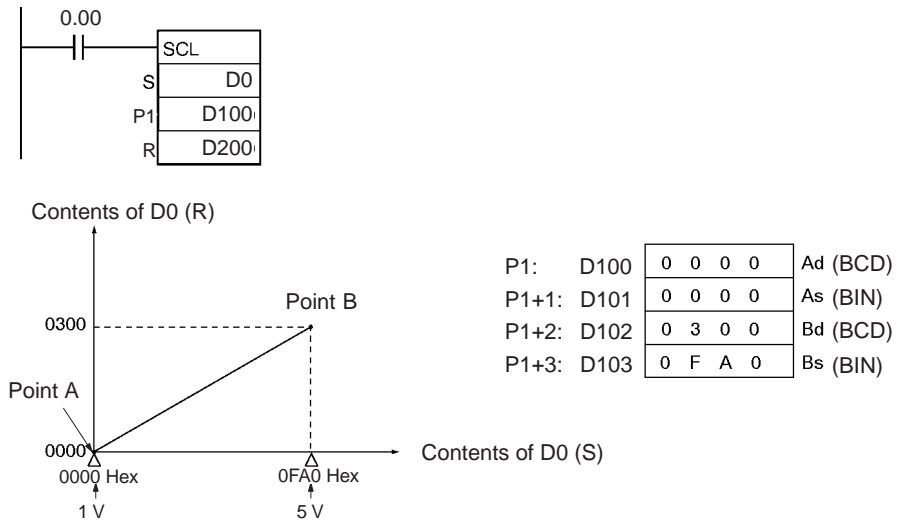 0.00
SCL
S D0
P1 D100
R D200
Contents of D0 (R)
Point B
0300
Point A
0000
Contents of D0 (S)
0000 Hex 0FA0 Hex
1 V 5 V
P1: D100 0 0 0 0 Ad (BCD)
P1+1: D101 0 0 0 0 As (BIN)
P1+2: D102 0 3 0 0 Bd (BCD)
P1+3: D103 0 F A 0 Bs (BIN)